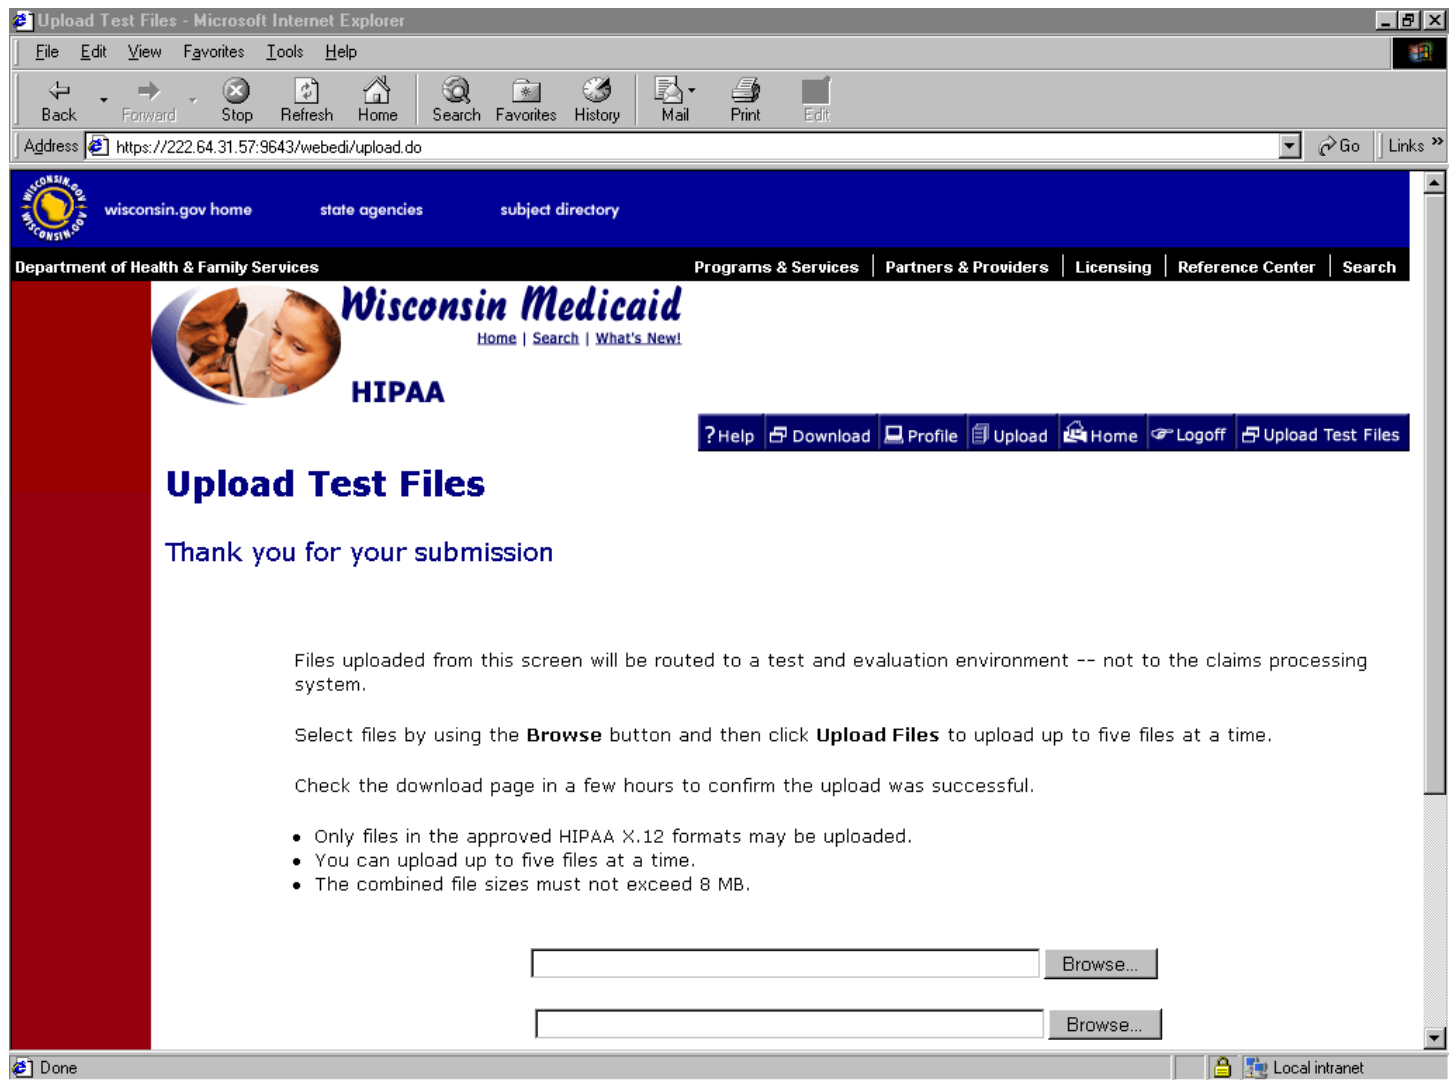 Upload Test Files - Microsoft Internet Explorer
File Edit View Favorites Tools Help
Back Forward Stop Refresh Home Search Favorites History Mail Print Edit
Address https://222.64.31.57:9643/webedi/upload.do Go Links »
WISCONSIN.GOV WISCONSIN.GOV
wisconsin.gov home state agencies subject directory
Department of Health & Family Services Programs & Services | Partners & Providers | Licensing | Reference Center | Search
Wisconsin Medicaid
Home | Search | What's New!
HIPAA
? Help Download Profile Upload Home Logoff Upload Test Files
Upload Test Files
Thank you for your submission
Files uploaded from this screen will be routed to a test and evaluation environment -- not to the claims processing
system.
Select files by using the Browse button and then click Upload Files to upload up to five files at a time.
Check the download page in a few hours to confirm the upload was successful.
• Only files in the approved HIPAA X.12 formats may be uploaded.
• You can upload up to five files at a time.
• The combined file sizes must not exceed 8 MB.
Browse...
Browse...
Done Local intranet